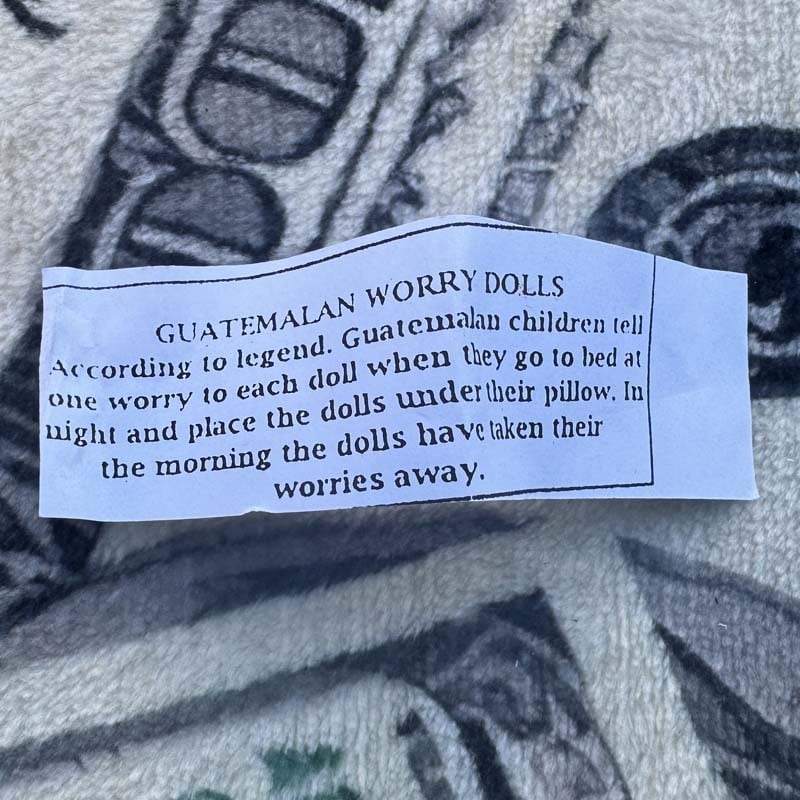 GUATEMALAN WORRY DOLLS
According to legend. Guatemalan children tell
one worry to each doll when they go to bed at
night and place the dolls under their pillow. In
the morning the dolls have taken their
worries away.